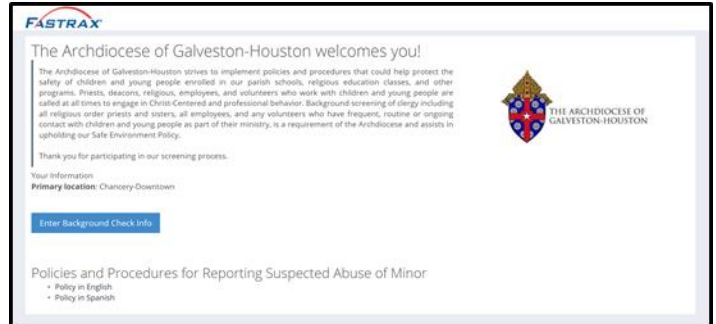 FASTRAX
The Archdiocese of Galveston-Houston welcomes you!
The Archdiocese of Galveston-Houston strives to implement policies and procedures that could help protect the
safety of children and young people enrolled in our parish schools, religious education classes, and other
programs. Priests, deacons, religious, employees, and volunteers who work with children and young people are
called at all times to engage in Christ-Centered and professional behavior. Background screening of clergy including
all religious order priests and sisters, all employees, and any volunteers who have frequent, routine or ongoing
contact with children and young people as part of their ministry, is a requirement of the Archdiocese and assists in
upholding our Safe Environment Policy.
Thank you for participating in our screening process.
THE ARCHDIOCESE OF
GALVESTON-HOUSTON
Your Information
Primary location: Chancery-Downtown
Enter Background Check Info
Policies and Procedures for Reporting Suspected Abuse of Minor
• Policy in English
• Policy in Spanish